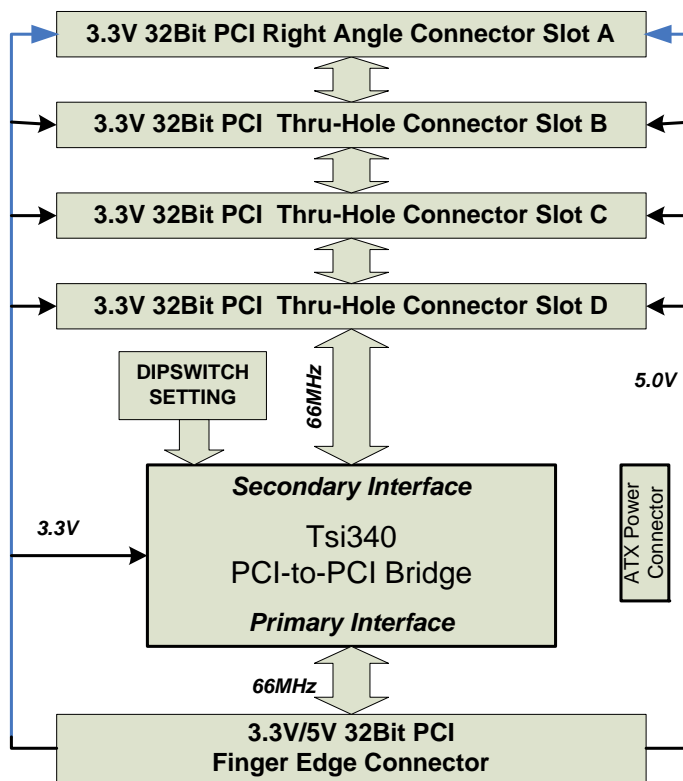 3.3V 32Bit PCI Right Angle Connector Slot A
3.3V 32Bit PCI  Thru-Hole Connector Slot B
3.3V 32Bit PCI  Thru-Hole Connector Slot C
3.3V 32Bit PCI  Thru-Hole Connector Slot D
DIPSWITCH
SETTING
66MHz
5.0V
Secondary Interface
3.3V
Tsi340
PCI-to-PCI Bridge
ATX Power
Connector
Primary Interface
66MHz
3.3V/5V 32Bit PCI
Finger Edge Connector